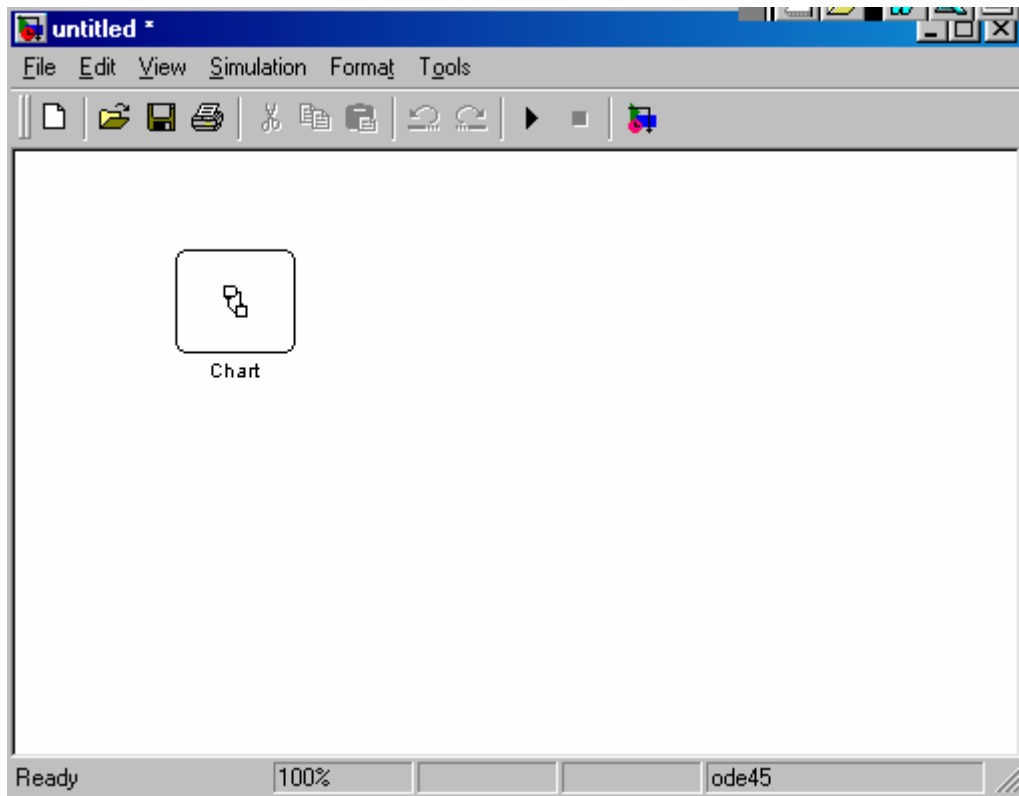 untitled *
File Edit View Simulation Format Tools
Chart
Ready 100% ode45